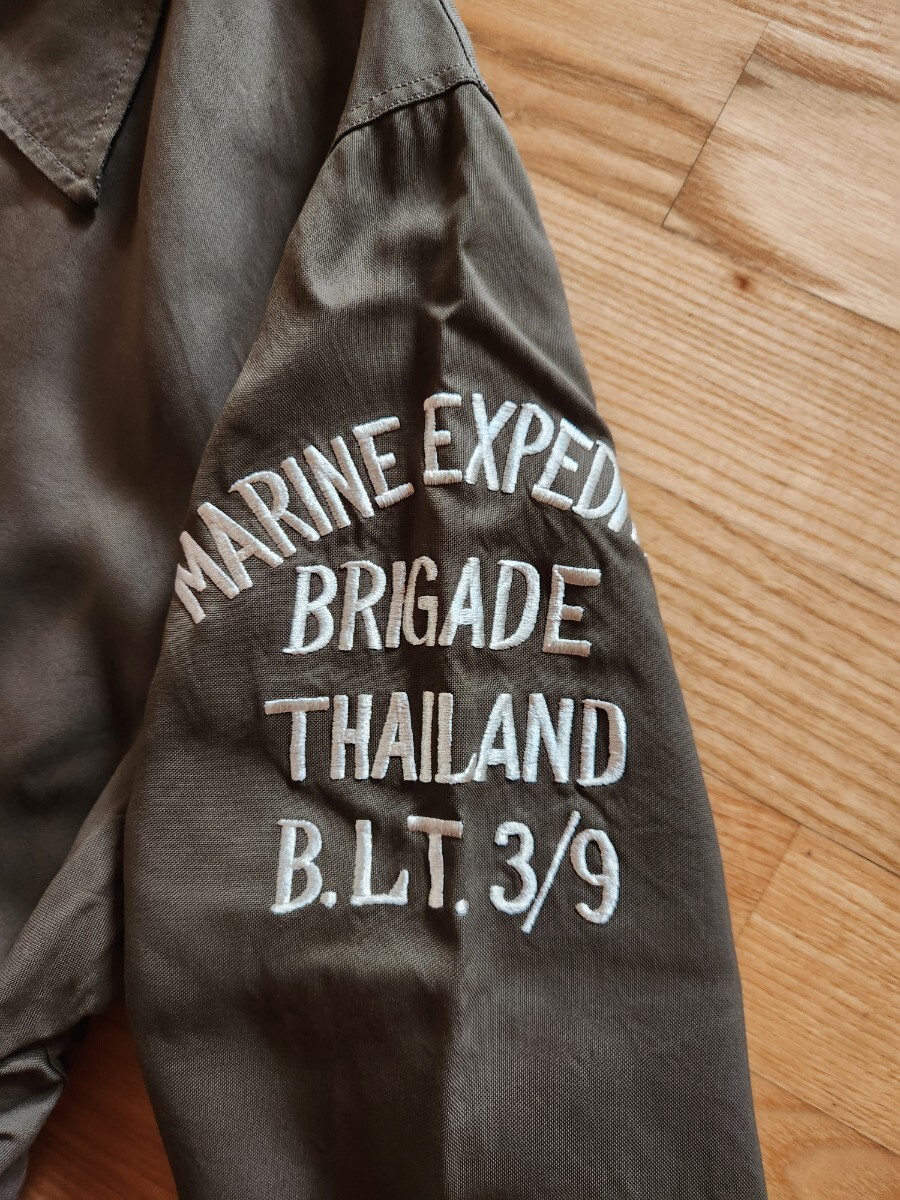 MARINE EXPEDI
BRIGADE
THAILAND
B.L.T. 3/9